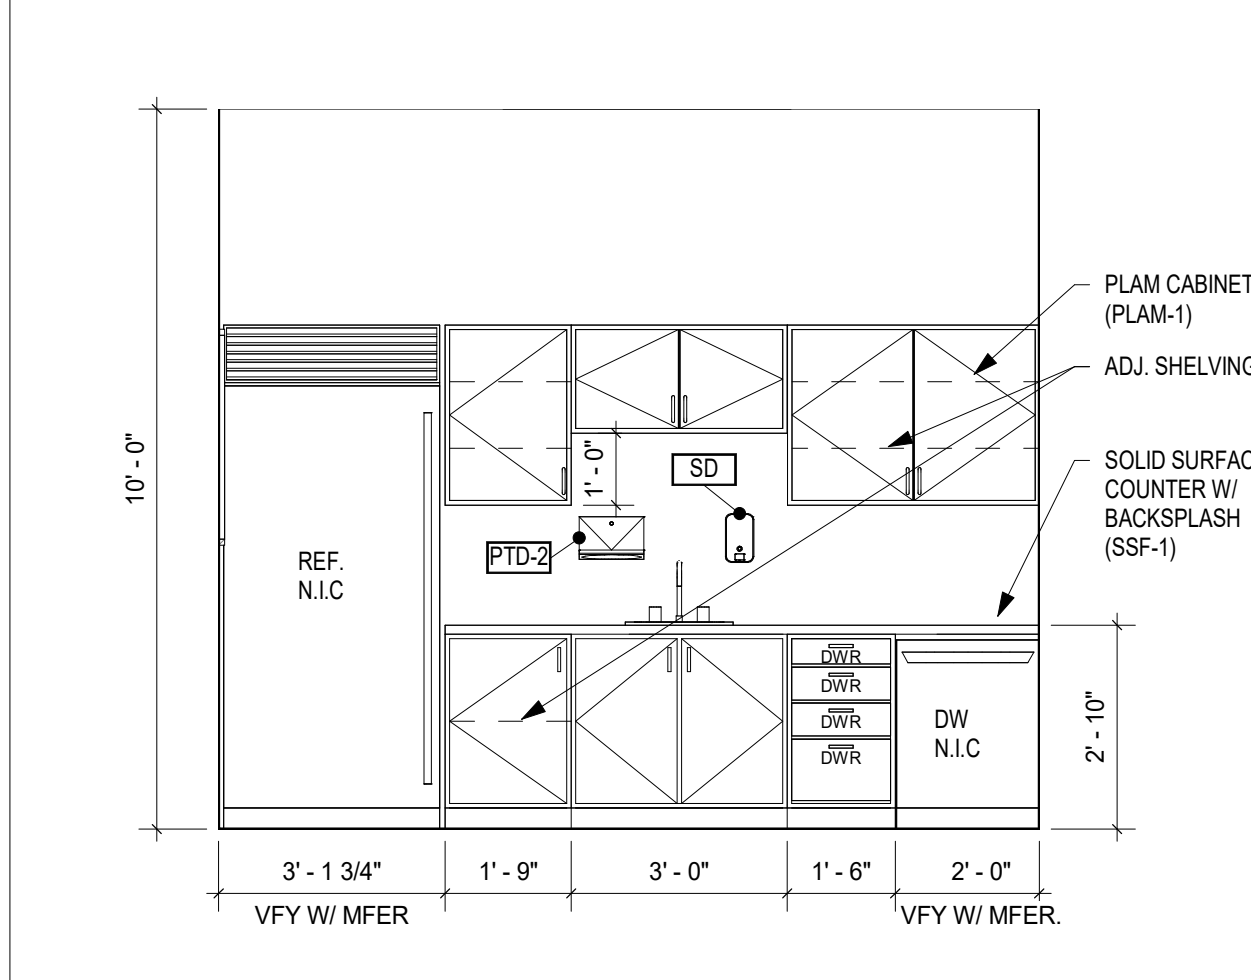 PLAM CABINET
(PLAM-1)
ADJ. SHELVING
SOLID SURFAC
COUNTER W/
BACKSPLASH
(SSF-1)
10' - 0"
1' - 0"
SD
PTD-2
REF.
N.I.C
DWR
DWR
DWR
DWR
DW
N.I.C
2' - 10"
3' - 1 3/4"
1' - 9"
3' - 0"
1' - 6"
2' - 0"
VFY W/ MFER
VFY W/ MFER.